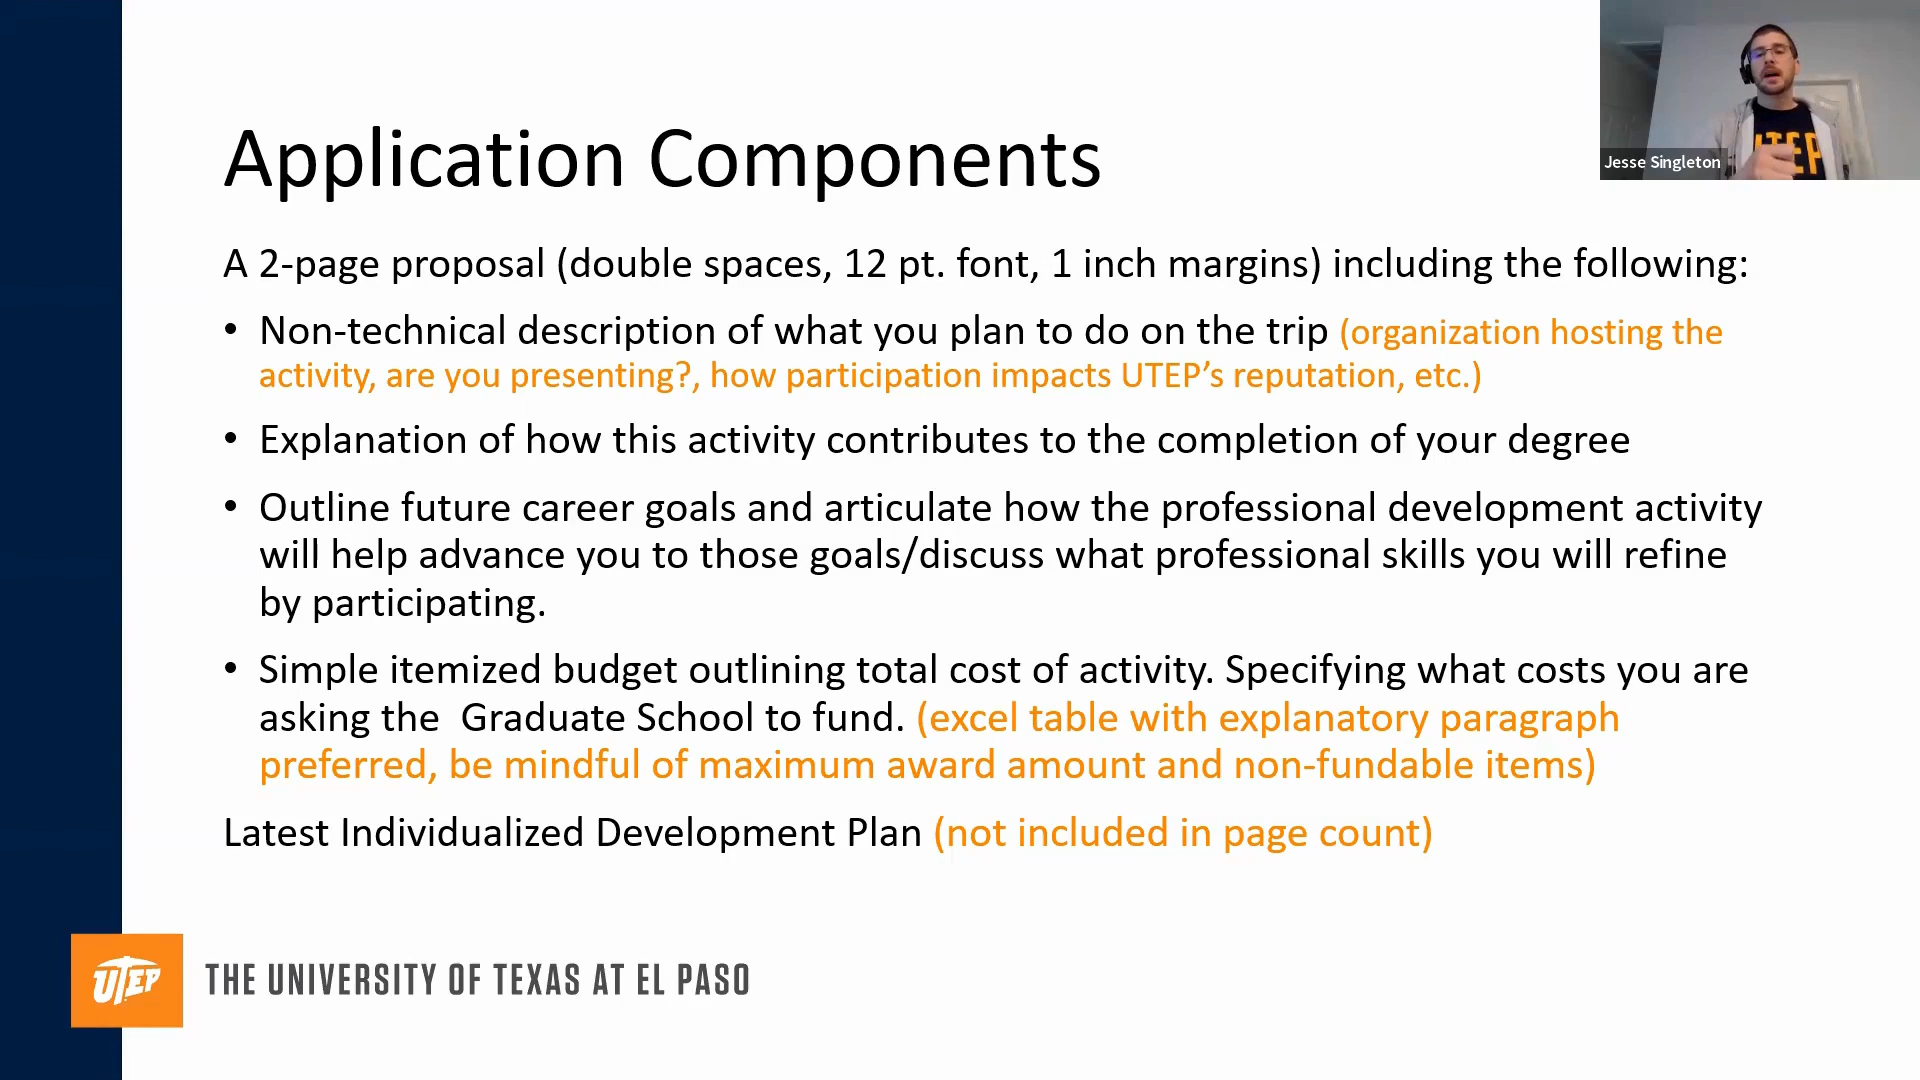 Jesse Singleton
UTEP
Application Components
A 2-page proposal (double spaces, 12 pt. font, 1 inch margins) including the following:
• Non-technical description of what you plan to do on the trip (organization hosting the
activity, are you presenting?, how participation impacts UTEP’s reputation, etc.)
• Explanation of how this activity contributes to the completion of your degree
• Outline future career goals and articulate how the professional development activity
will help advance you to those goals/discuss what professional skills you will refine
by participating.
• Simple itemized budget outlining total cost of activity. Specifying what costs you are
asking the  Graduate School to fund. (excel table with explanatory paragraph
preferred, be mindful of maximum award amount and non-fundable items)
Latest Individualized Development Plan (not included in page count)
UTEP
THE UNIVERSITY OF TEXAS AT EL PASO